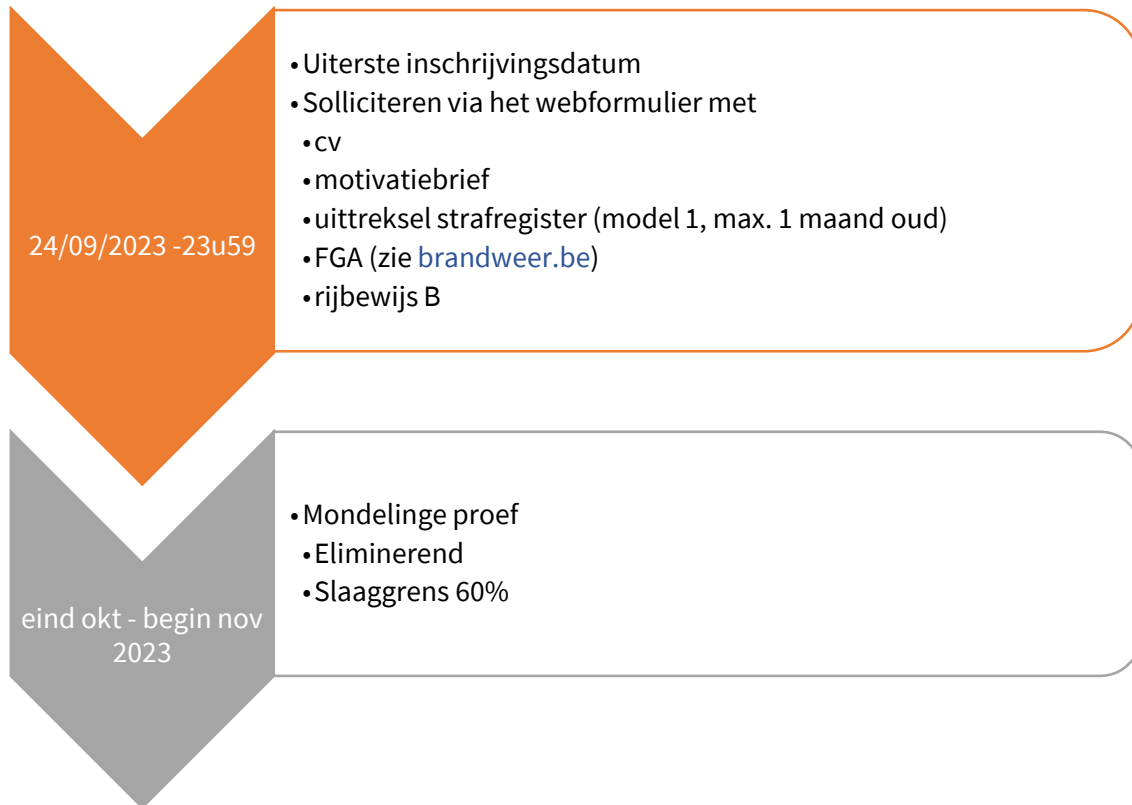 24/09/2023 -23u59
• Uiterste inschrijvingsdatum
• Solliciteren via het webformulier met
• cv
• motivatiebrief
• uittreksel strafregister (model 1, max. 1 maand oud)
• FGA (zie brandweer.be)
• rijbewijs B
eind okt - begin nov
2023
• Mondelinge proef
• Eliminerend
• Slaaggrens 60%